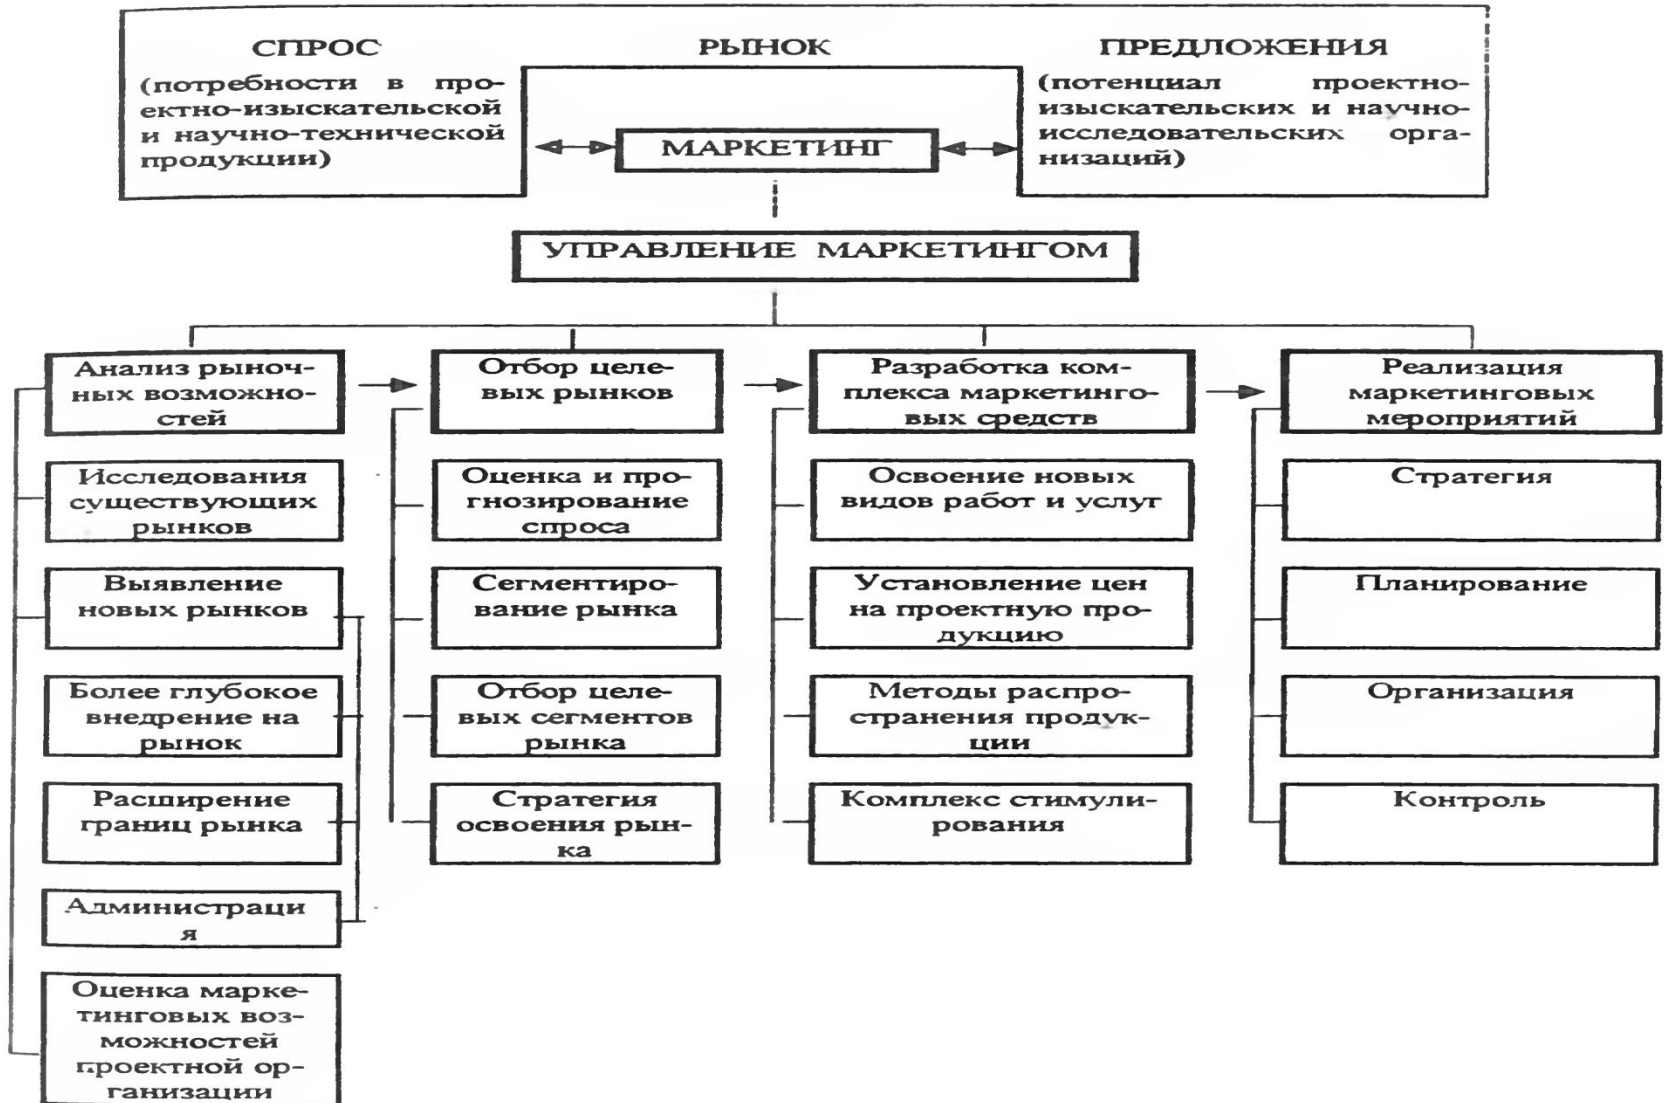 СПРОС
(потребности в про-
ектно-изыскательской
и научно-технической
продукции)
РЫНОК
МАРКЕТИНГ
ПРЕДЛОЖЕНИЯ
(потенциал проектно-
изыскательских и научно-
исследовательских орга-
низаций)
УПРАВЛЕНИЕ МАРКЕТИНГОМ
Анализ рыноч-
ных возможно-
стей
Исследования
существующих
рынков
Выявление
новых рынков
Более глубокое
внедрение на
рынок
Расширение
границ рынка
Администраци
я
Оценка марке-
тинговых воз-
можностей
проектной ор-
ганизации
Отбор целе-
вых рынков
Оценка и про-
гнозирование
спроса
Сегментиро-
вание рынка
Отбор целе-
вых сегментов
рынка
Стратегия
освоения рын-
ка
Разработка ком-
плекса маркетинго-
вых средств
Освоение новых
видов работ и услуг
Установление цен
на проектную про-
дукцию
Методы распро-
странения продук-
ции
Комплекс стимули-
рования
Реализация
маркетинговых
мероприятий
Стратегия
Планирование
Организация
Контроль